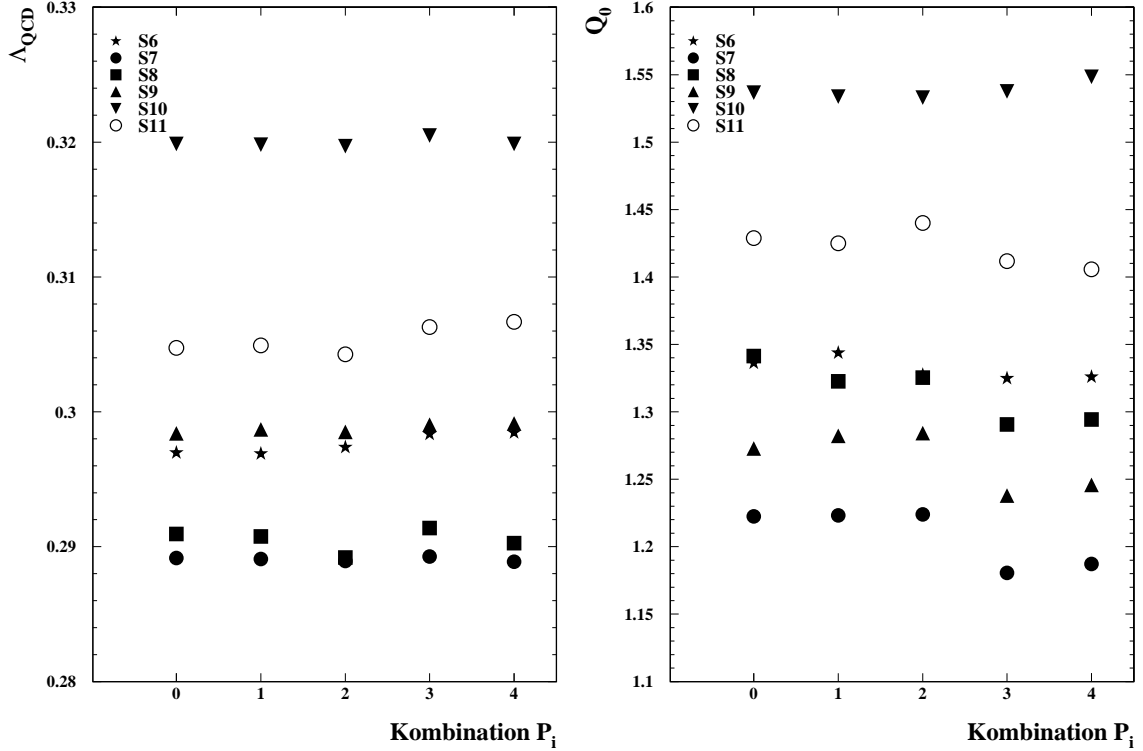 Λ_QCD
0.33
0.32
0.31
0.3
0.29
0.28
S6
S7
S8
S9
S10
S11
0 1 2 3 4
Kombination P_i
Q_0
1.6
1.55
1.5
1.45
1.4
1.35
1.3
1.25
1.2
1.15
1.1
S6
S7
S8
S9
S10
S11
0 1 2 3 4
Kombination P_i